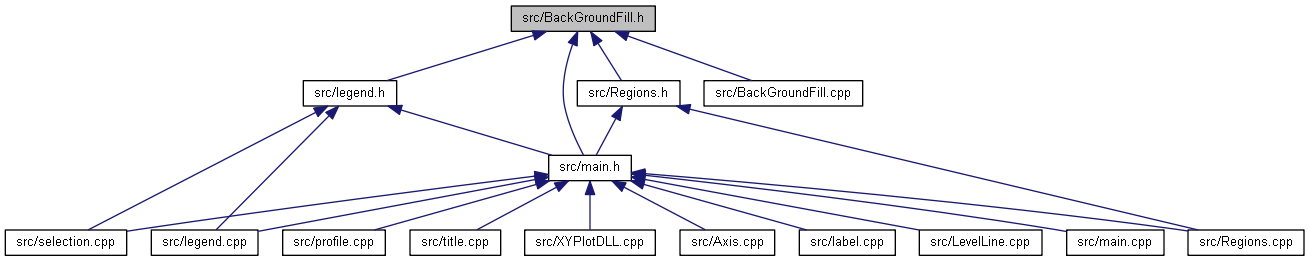 src/BackGroundFill.h
src/legend.h
src/Regions.h
src/BackGroundFill.cpp
src/main.h
src/selection.cpp
src/legend.cpp
src/profile.cpp
src/title.cpp
src/XYPlotDLL.cpp
src/Axis.cpp
src/label.cpp
src/LevelLine.cpp
src/main.cpp
src/Regions.cpp